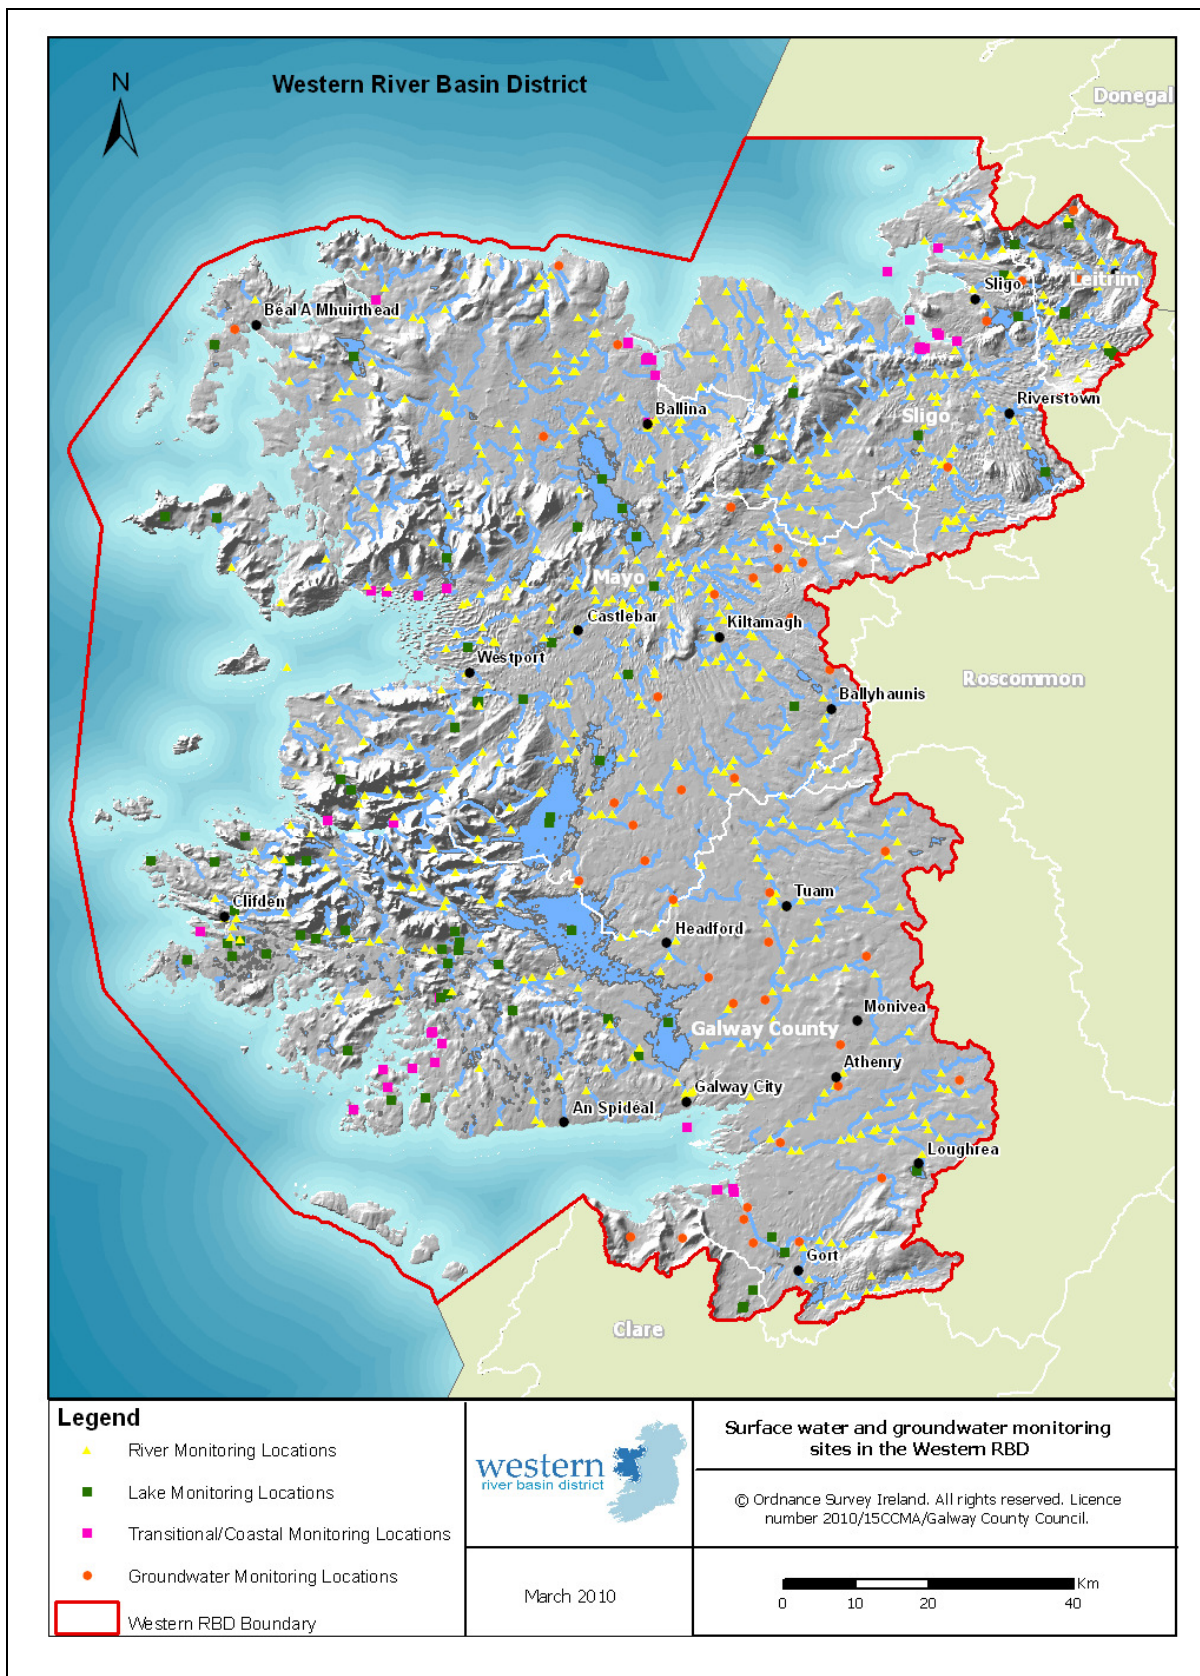 Western River Basin District
N
Donegal
Leitrim
Sligo
Béal A Mhuirthead
Riverstown
Ballina
Sligo
Mayo
Castlebar
Kiltamagh
Westport
Roscommon
Ballyhaunis
Tuam
Clifden
Headford
Monivea
Galway County
Athenry
Galway City
An Spidéal
Loughrea
Gort
Clare
Legend
River Monitoring Locations
Lake Monitoring Locations
Transitional/Coastal Monitoring Locations
Groundwater Monitoring Locations
Western RBD Boundary
western
river basin district
March 2010
Surface water and groundwater monitoring
sites in the Western RBD
© Ordnance Survey Ireland. All rights reserved. Licence
number 2010/15CCMA/Galway County Council.
Km
0 10 20 40